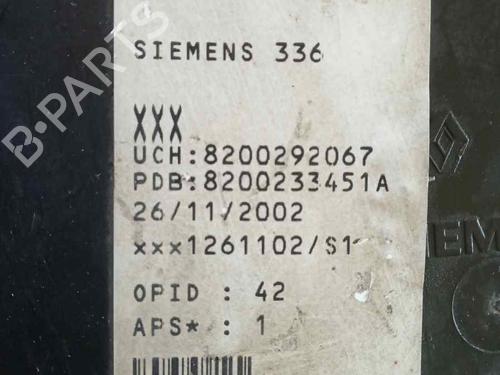 SIEMENS 336
XXX
UCH:8200292067
PDB:8200233451A
26/11/2002
xxx1261102/S1
OPID : 42
APS* : 1
B-PARTS